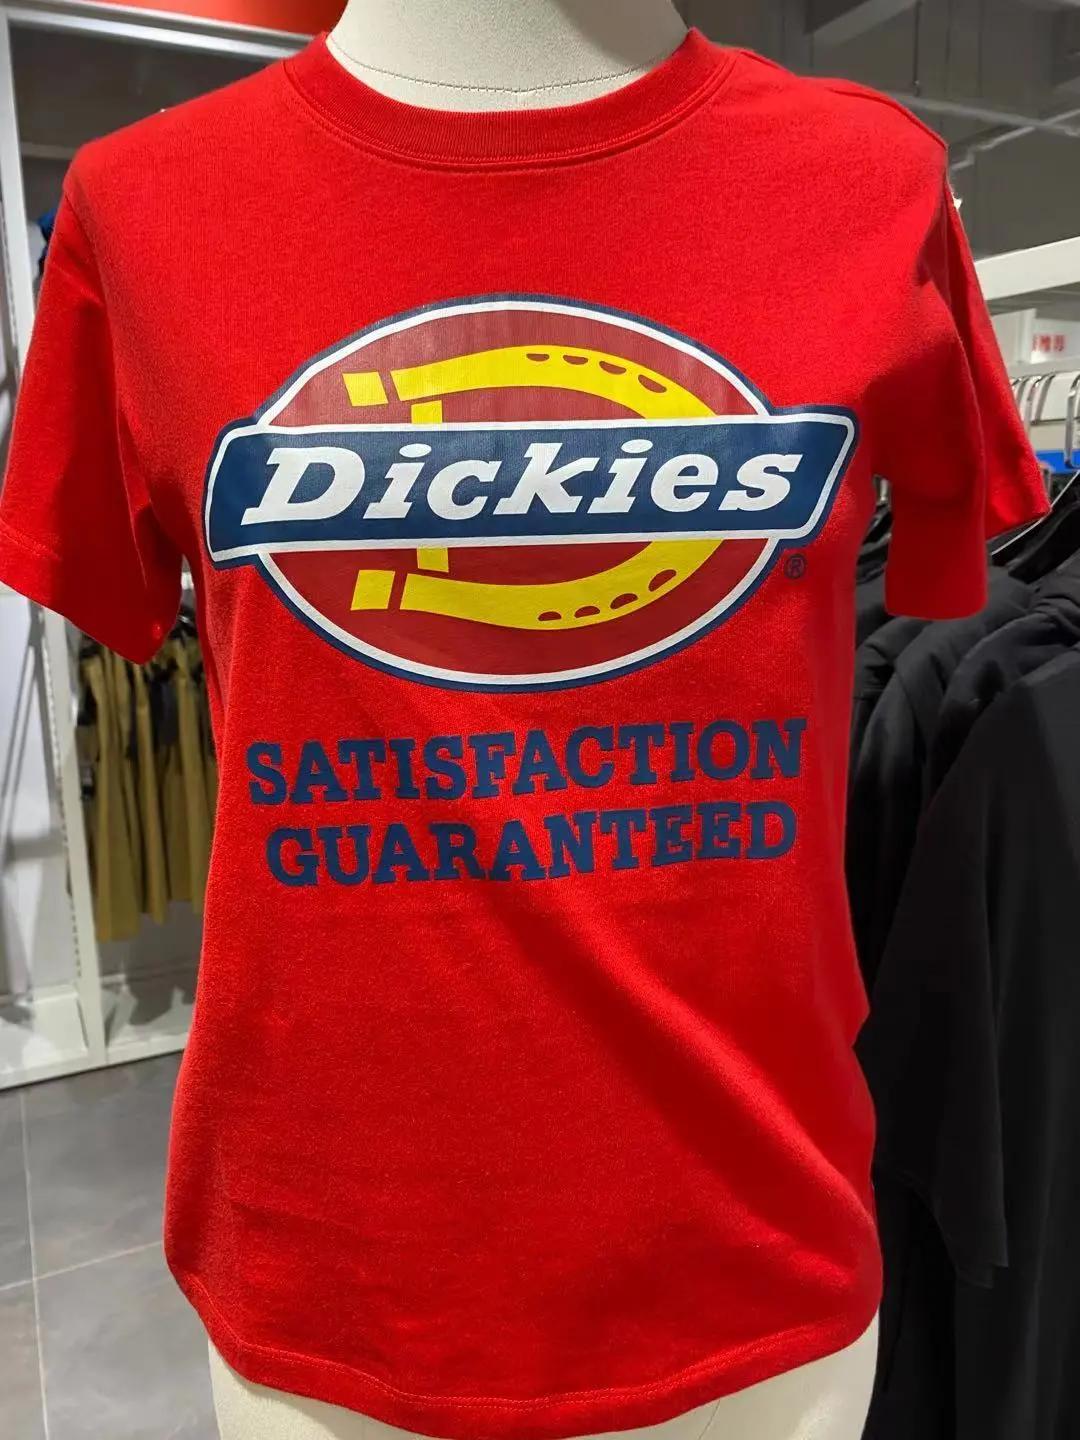 Dickies
®
SATISFACTION
GUARANTEED